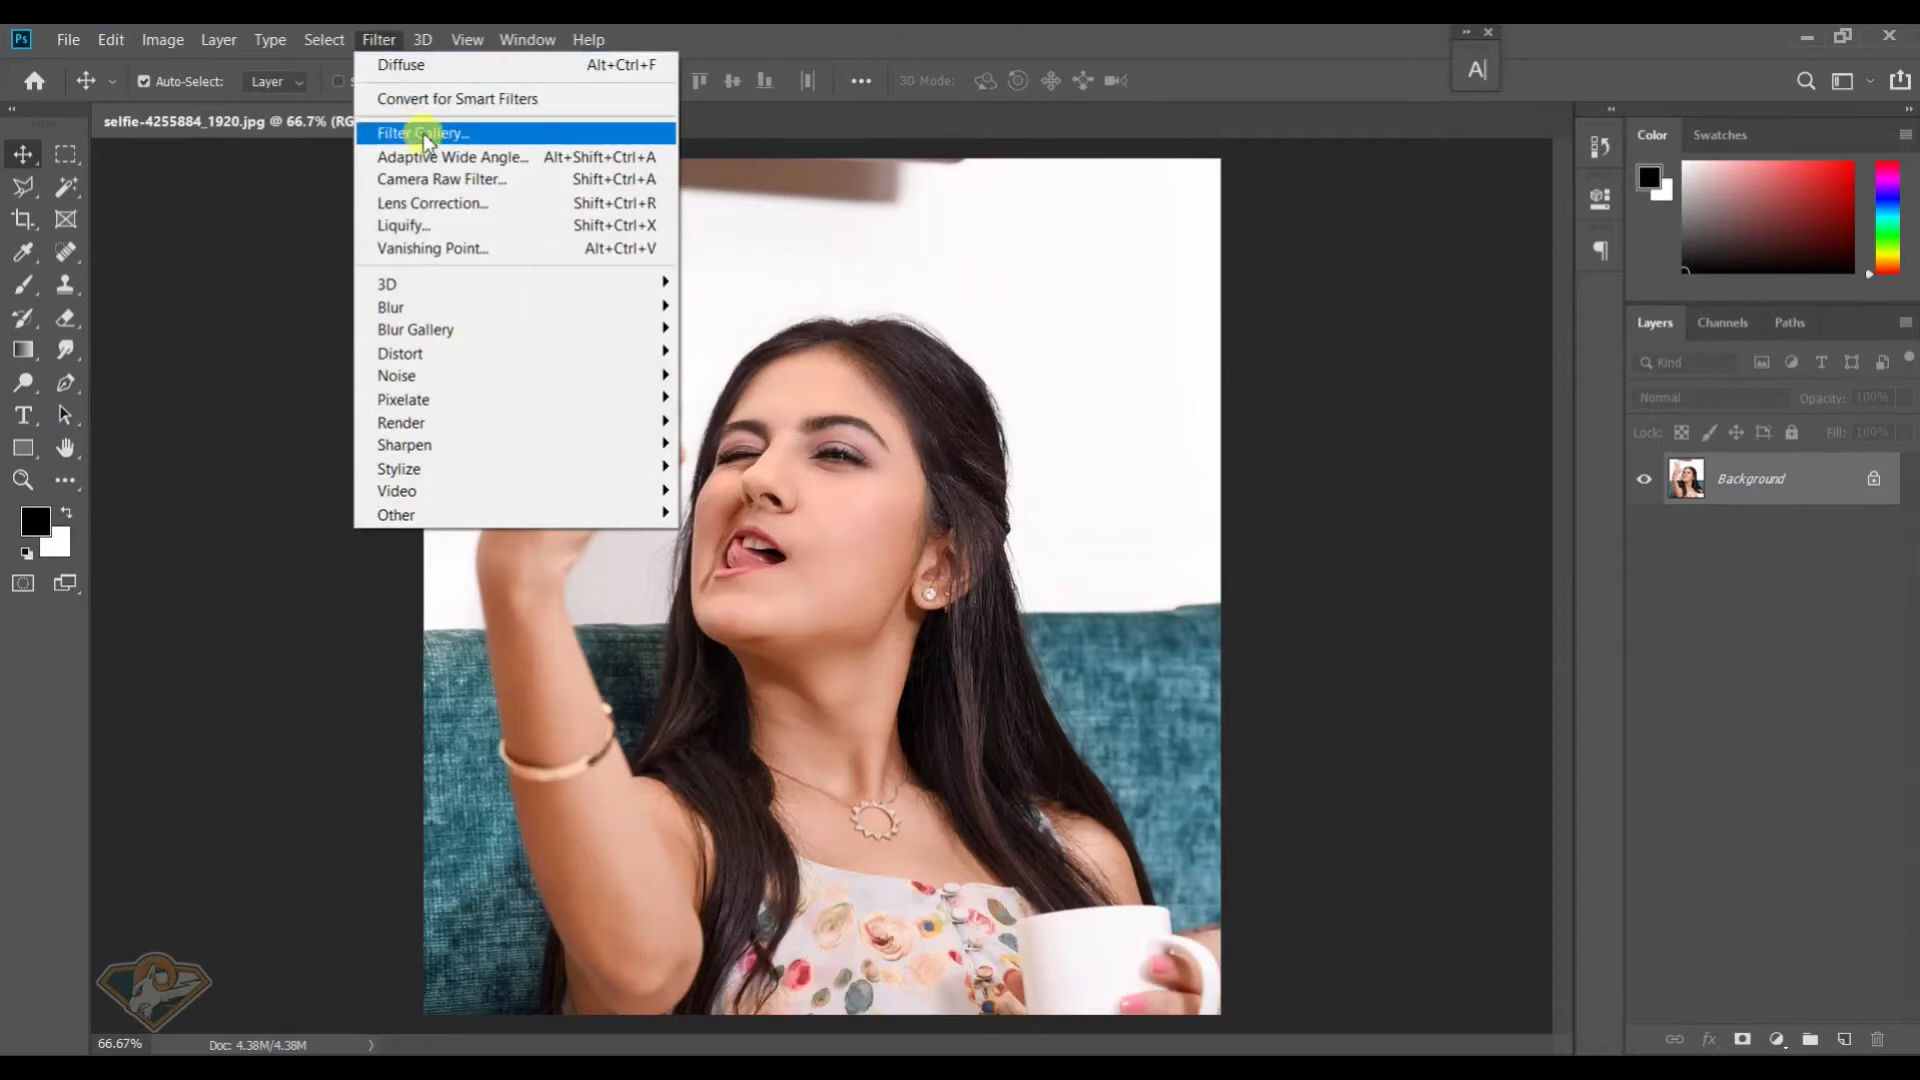 Ps File Edit Image Layer Type Select Filter 3D View Window Help
Auto-Select: Layer 3D Mode:
A
selfie-4255884_1920.jpg @ 66.7% (RG
Diffuse Alt+Ctrl+F
Convert for Smart Filters
Filter Gallery...
Adaptive Wide Angle... Alt+Shift+Ctrl+A
Camera Raw Filter... Shift+Ctrl+A
Lens Correction... Shift+Ctrl+R
Liquify... Shift+Ctrl+X
Vanishing Point... Alt+Ctrl+V
3D
Blur
Blur Gallery
Distort
Noise
Pixelate
Render
Sharpen
Stylize
Video
Other
Color Swatches
Layers Channels Paths
Kind
Normal Opacity: 100%
Lock: Fill: 100%
Background
66.67% Doc: 4.38M/4.38M